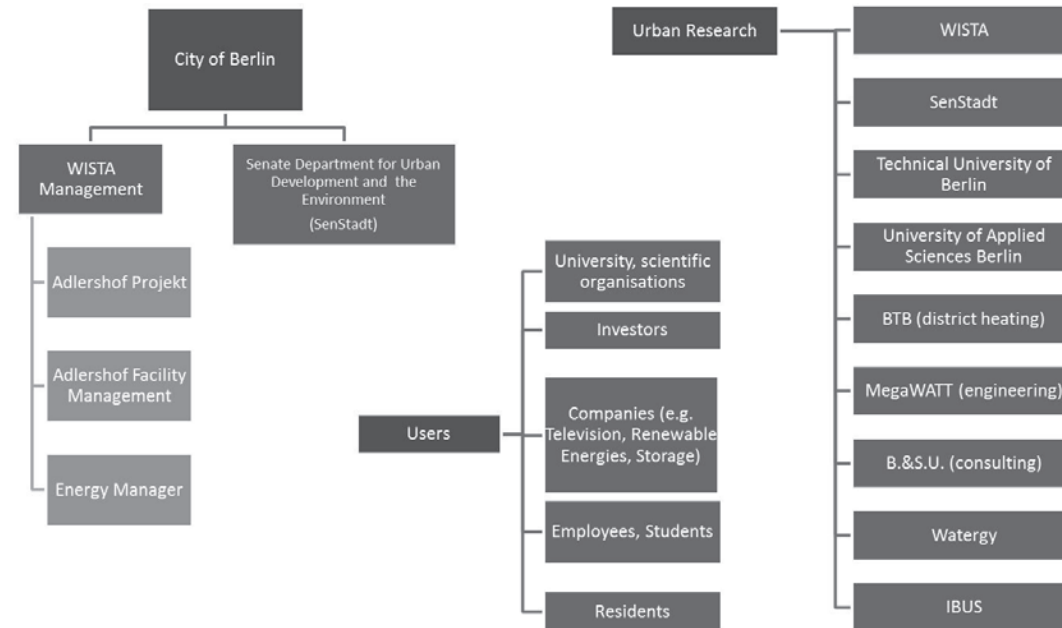 City of Berlin
WISTA
Management
Senate Department for Urban
Development and the
Environment
(SenStadt)
Adlershof Projekt
Adlershof Facility
Management
Energy Manager
Users
University, scientific
organisations
Investors
Companies (e.g.
Television, Renewable
Energies, Storage)
Employees, Students
Residents
Urban Research
WISTA
SenStadt
Technical University of
Berlin
University of Applied
Sciences Berlin
BTB (district heating)
MegaWATT (engineering)
B.&S.U. (consulting)
Watergy
IBUS